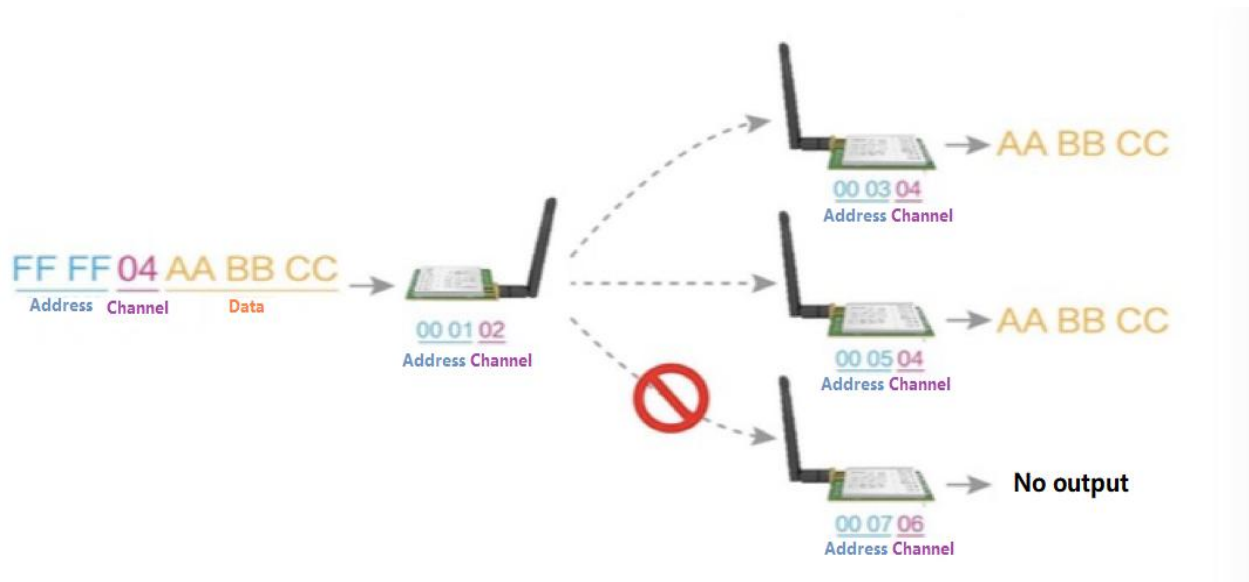 AA BB CC
00 03 04
Address Channel
FF FF 04 AA BB CC
Address Channel Data
00 01 02
Address Channel
AA BB CC
00 05 04
Address Channel
No output
00 07 06
Address Channel